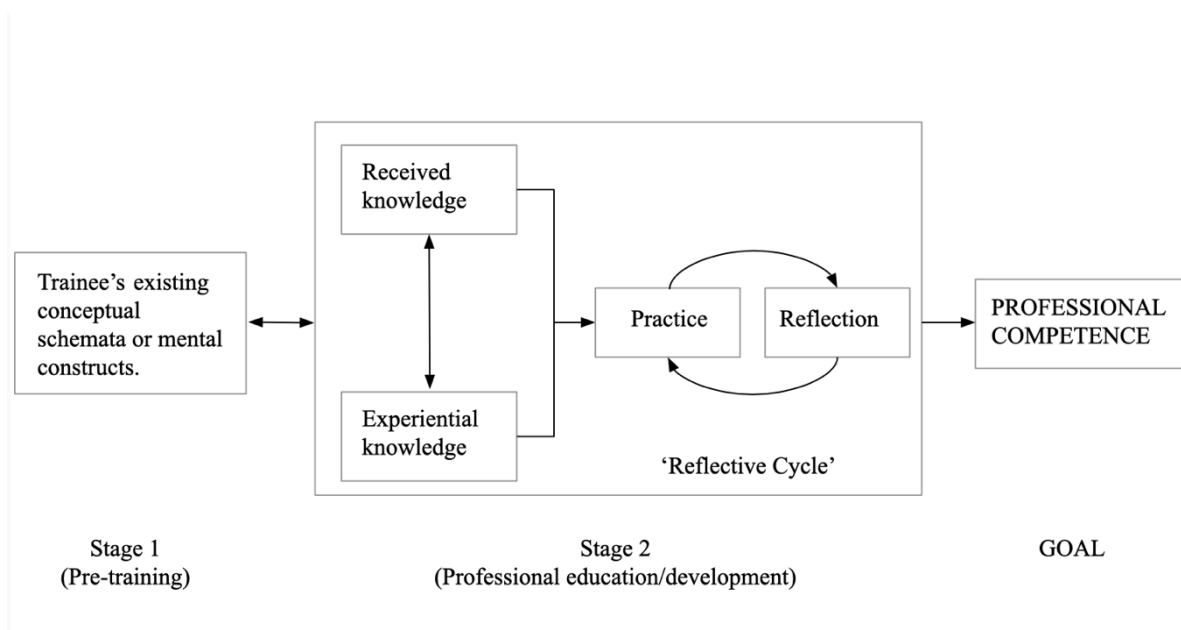 Received
knowledge
Trainee's existing
conceptual
schemata or mental
constructs.
Practice
Reflection
PROFESSIONAL
COMPETENCE
Experiential
knowledge
‘Reflective Cycle’
Stage 1
(Pre-training)
Stage 2
(Professional education/development)
GOAL